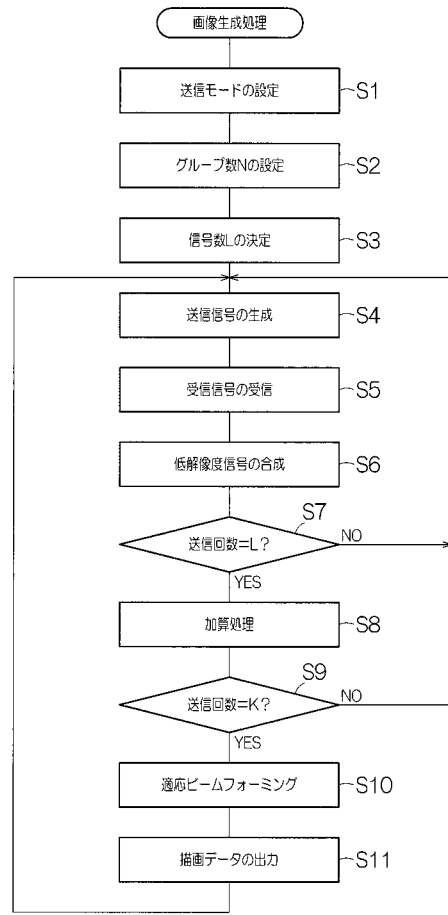 画像生成処理
送信モードの設定
S1
グループ数Nの設定
S2
信号数Lの決定
S3
送信信号の生成
S4
受信信号の受信
S5
低解像度信号の合成
S6
S7
送信回数=L?
NO
YES
加算処理
S8
S9
送信回数=K?
NO
YES
適応ビームフォーミング
S10
描画データの出力
S11